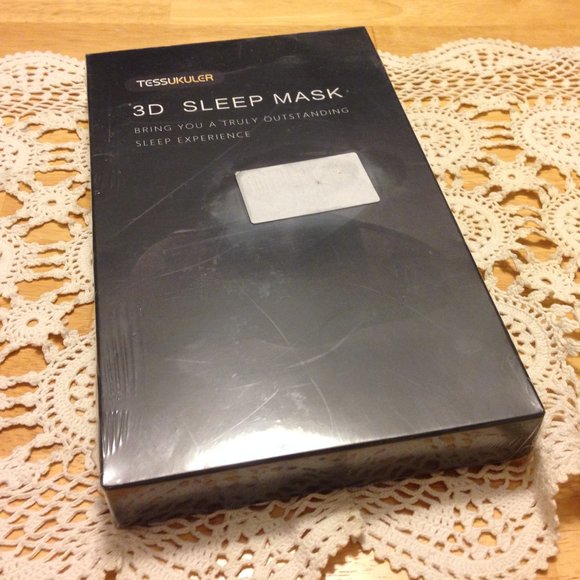 TESSUKULER
3D SLEEP MASK
BRING YOU A TRULY OUTSTANDING
SLEEP EXPERIENCE